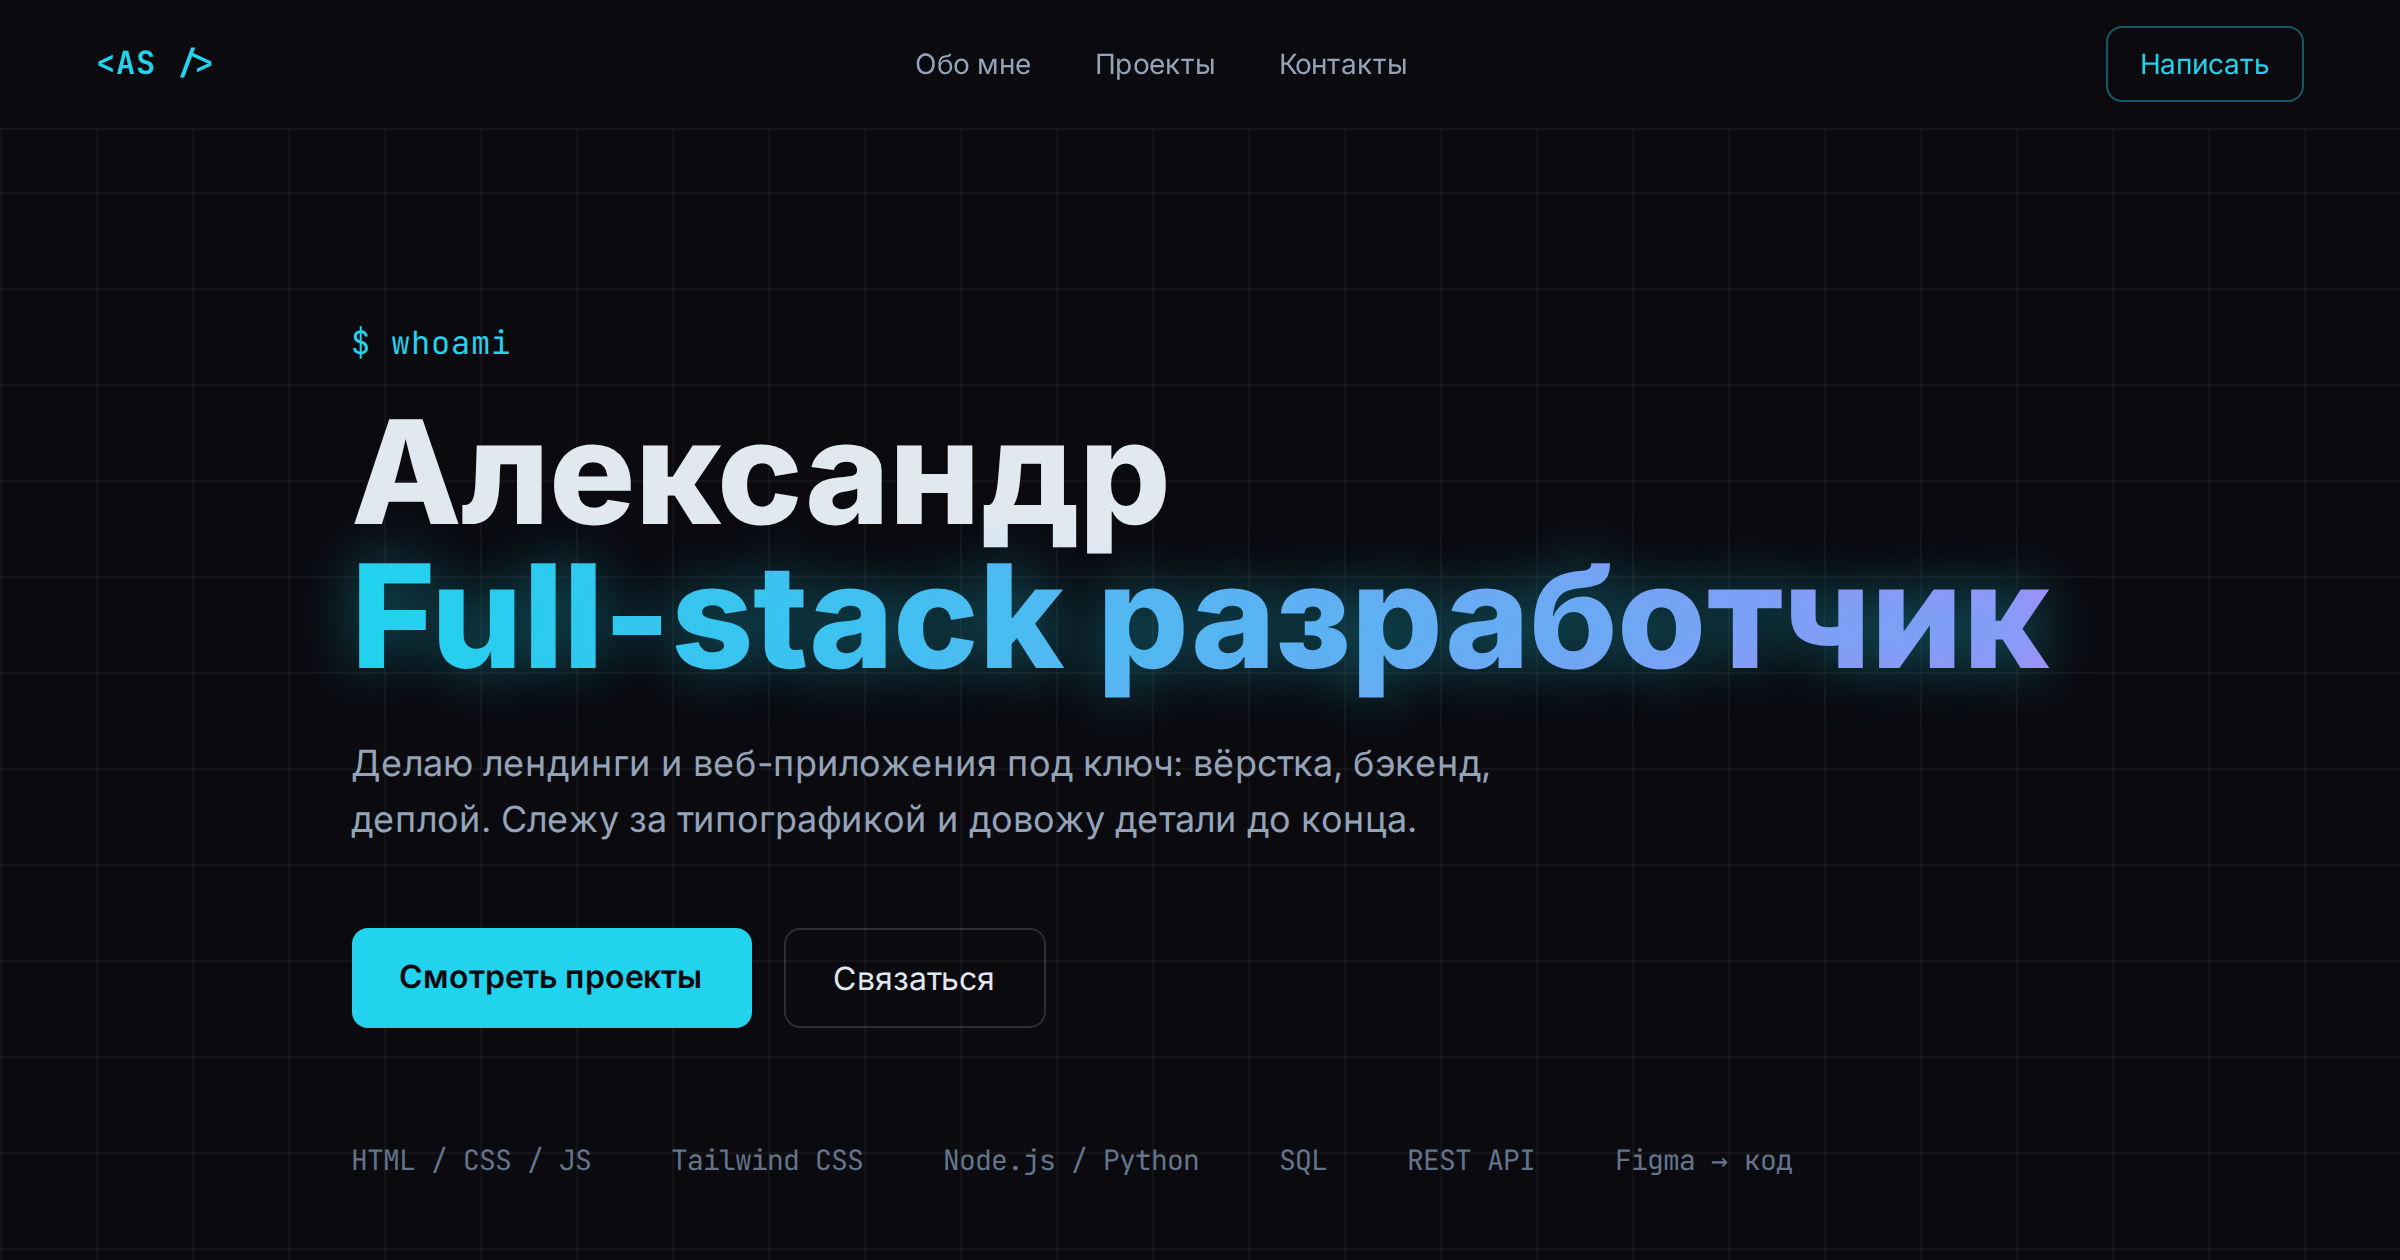 <AS />
Обо мне
Проекты
Контакты
Написать
$ whoami
Александр
Full-stack разработчик
Делаю лендинги и веб-приложения под ключ: вёрстка, бэкенд,
деплой. Слежу за типографикой и довожу детали до конца.
Смотреть проекты
Связаться
HTML / CSS / JS
Tailwind CSS
Node.js / Python
SQL
REST API
Figma → код